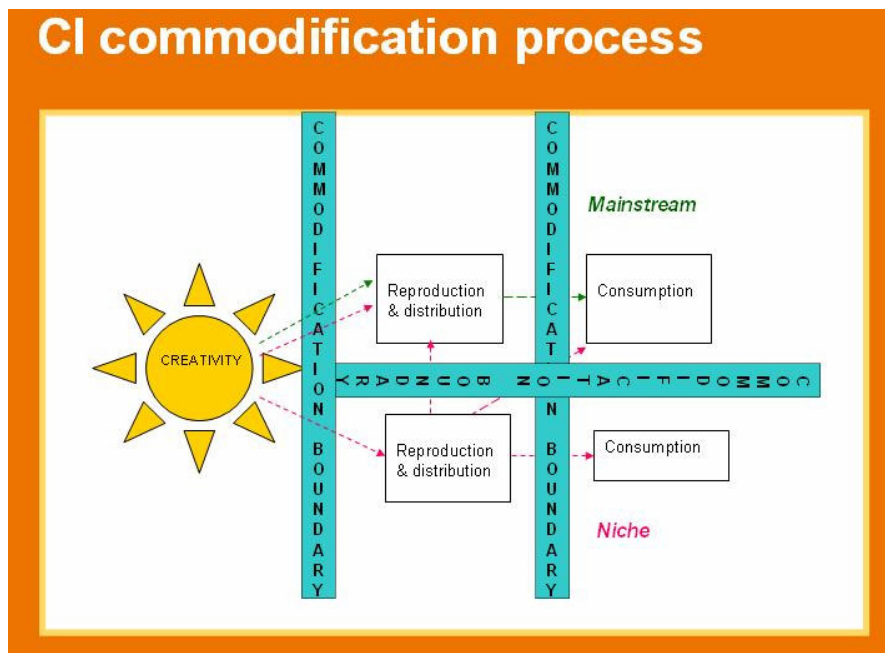 CI commodification process
COMMODIFICATION BOUNDARY
COMMODIFICATION BOUNDARY
Mainstream
Reproduction
& distribution
Consumption
CREATIVITY
COMMODIFICATION BOUNDARY
Reproduction
& distribution
Consumption
Niche